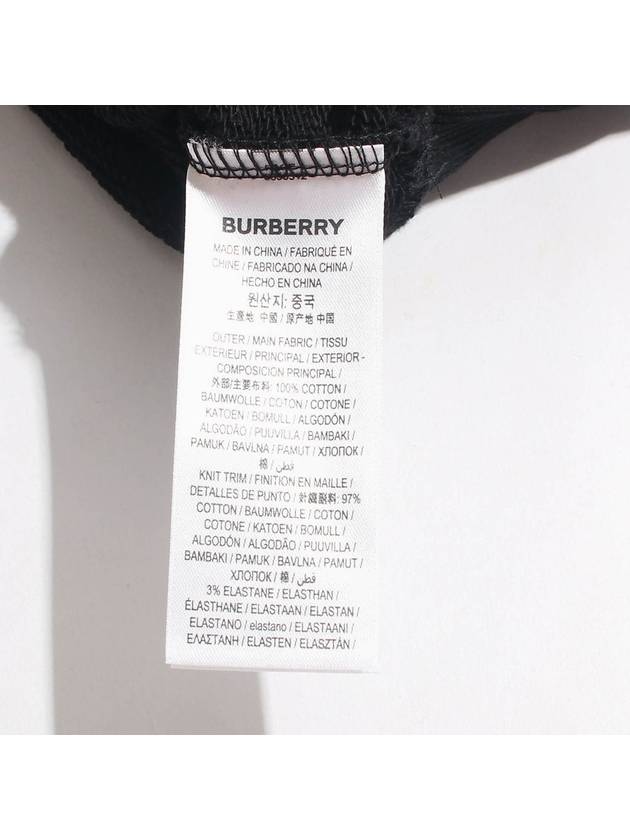 BURBERRY
MADE IN CHINA / FABRIQUÉ EN
CHINE / FABRICADO NA CHINA /
HECHO EN CHINA
원산지: 중국
生產地 中國 / 原产地 中国
OUTER / MAIN FABRIC / TISSU
EXTERIEUR / PRINCIPAL / EXTERIOR -
COMPOSICION PRINCIPAL /
外部/主要布料: 100% COTTON /
BAUMWOLLE / COTON / COTONE /
KATOEN / BOMULL / ALGODÓN /
ALGODÃO / PUUVILLA / BAMBAKI /
PAMUK / BAVLNA / PAMUT / ХЛОПОК /
棉 / قطن /
KNIT TRIM / FINITION EN MAILLE /
DETALLES DE PUNTO / 針織 97%
COTTON / BAUMWOLLE / COTON /
COTONE / KATOEN / BOMULL /
ALGODÓN / ALGODÃO / PUUVILLA /
BAMBAKI / PAMUK / BAVLNA / PAMUT /
ХЛОПОК / 棉 / قطن /
3% ELASTANE / ELASTHAN /
ÉLASTHANE / ELASTAAN / ELASTAN /
ELASTANO / elastano / ELASTAANI /
ΕΛΑΣΤΑΝΗ / ELASTEN / ELASZTÁN /